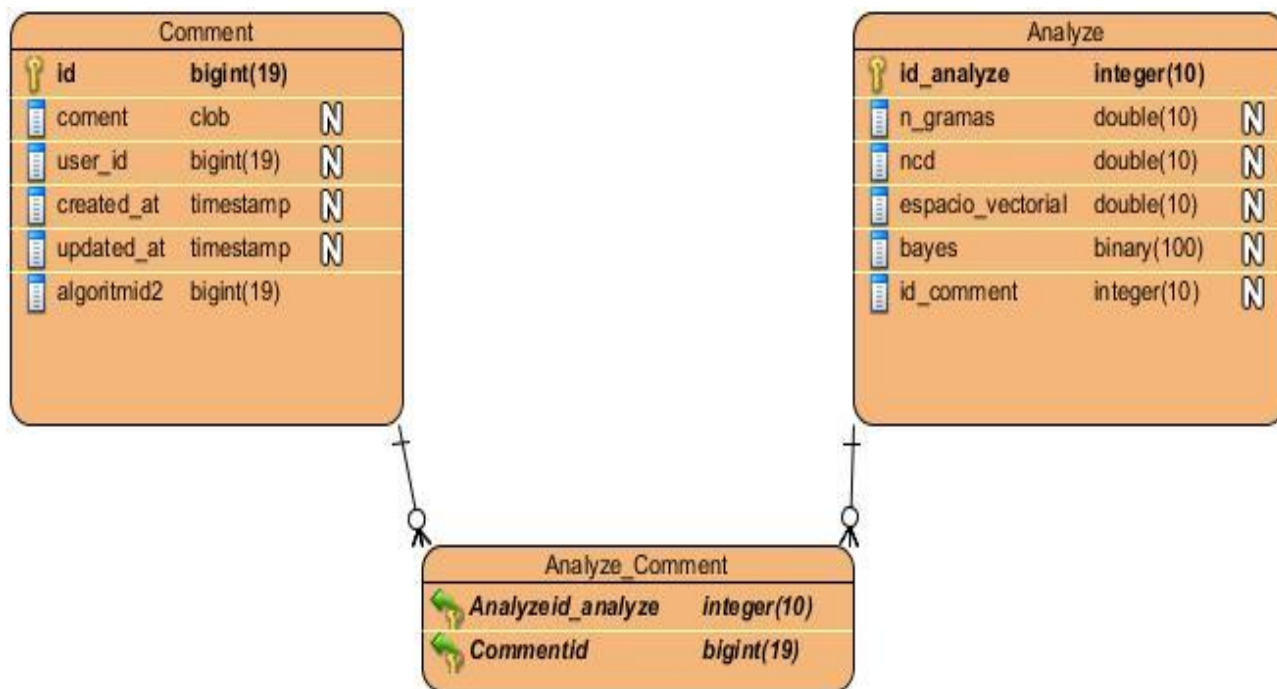 Comment
id bigint(19)
coment clob N
user_id bigint(19) N
created_at timestamp N
updated_at timestamp N
algoritmid2 bigint(19)
Analyze
id_analyze integer(10)
n_gramas double(10) N
ncd double(10) N
espacio_vectorial double(10) N
bayes binary(100) N
id_comment integer(10) N
Analyze_Comment
Analyzeid_analyze integer(10)
Commentid bigint(19)